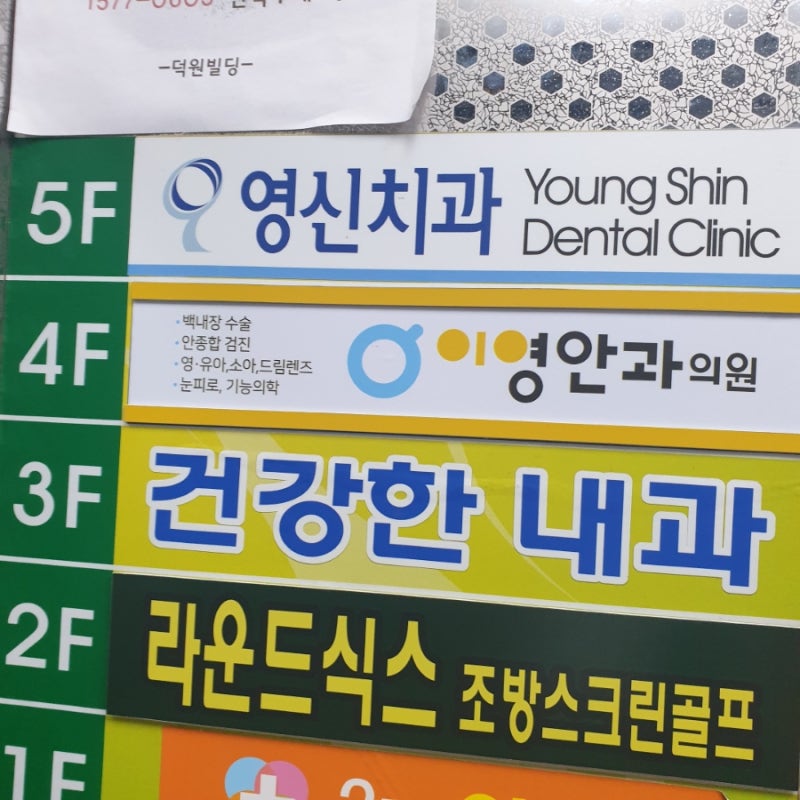 -덕원빌딩-
5F 영신치과 Young Shin
Dental Clinic
4F
·백내장 수술
·안종합 검진
·영·유아,소아,드림렌즈
·눈피로, 기능의학
이영안과의원
3F 건강한 내과
2F 라운드식스 조방스크린골프
1F